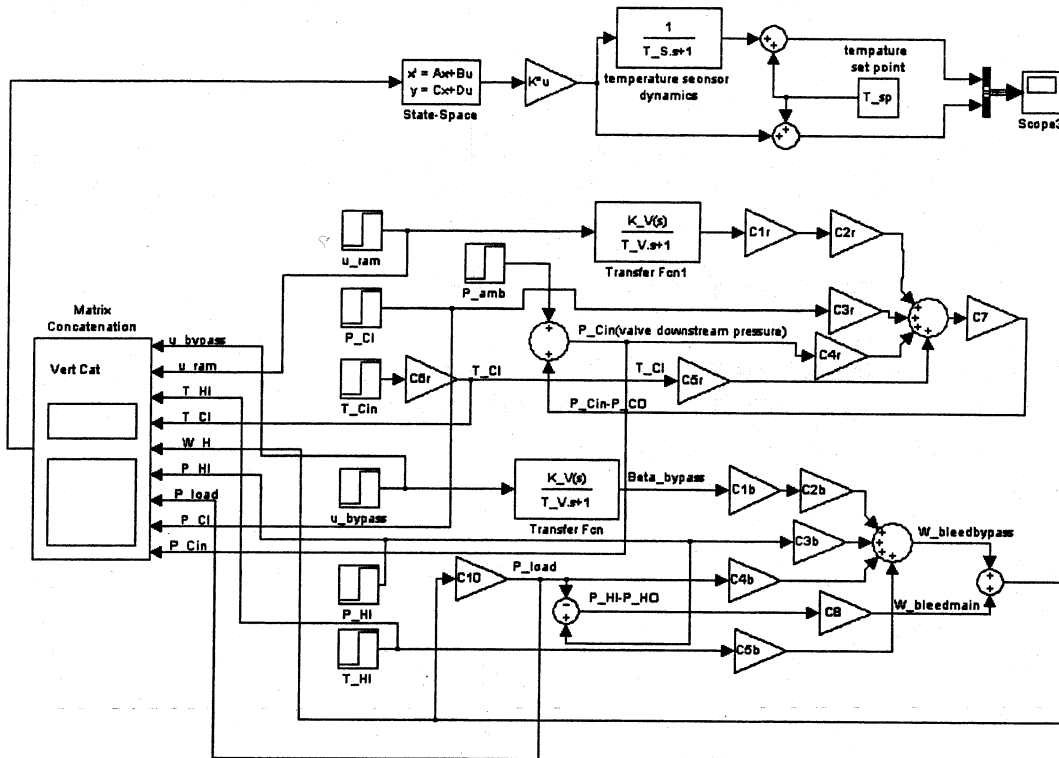 1
T_S.s+1
temperature seonsor
dynamics
tempature
set point
T_sp
Scope3
x' = Ax+Bu
y = Cx+Du
State-Space
K*u
K_V(s)
T_V.s+1
Transfer Fcn1
C1r
C2r
u_ram
P_amb
P_CI
C3r
C7
P_Cin(valve downstream pressure)
C4r
T_Cin
C6r
T_CI
T_CI
C5r
P_Cin-P_CO
Matrix
Concatenation
Vert Cat
u_bypass
u_ram
T_HI
T_CI
W_H
P_HI
P_load
P_CI
P_Cin
u_bypass
K_V(s)
T_V.s+1
Transfer Fcn
Beta_bypass
C1b
C2b
C3b
W_bleedbypass
C10
P_load
C4b
P_HI
P_HI-P_HO
C8
W_bleedmain
T_HI
C5b